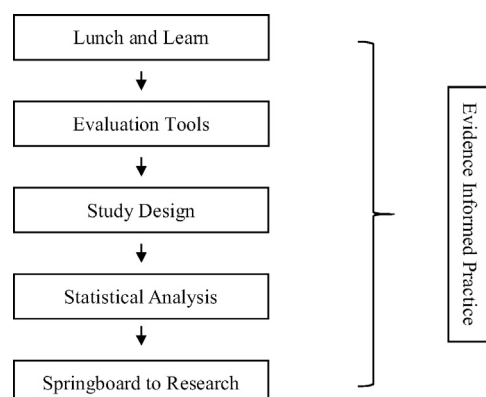 Lunch and Learn
Evaluation Tools
Study Design
Statistical Analysis
Springboard to Research
Evidence Informed Practice